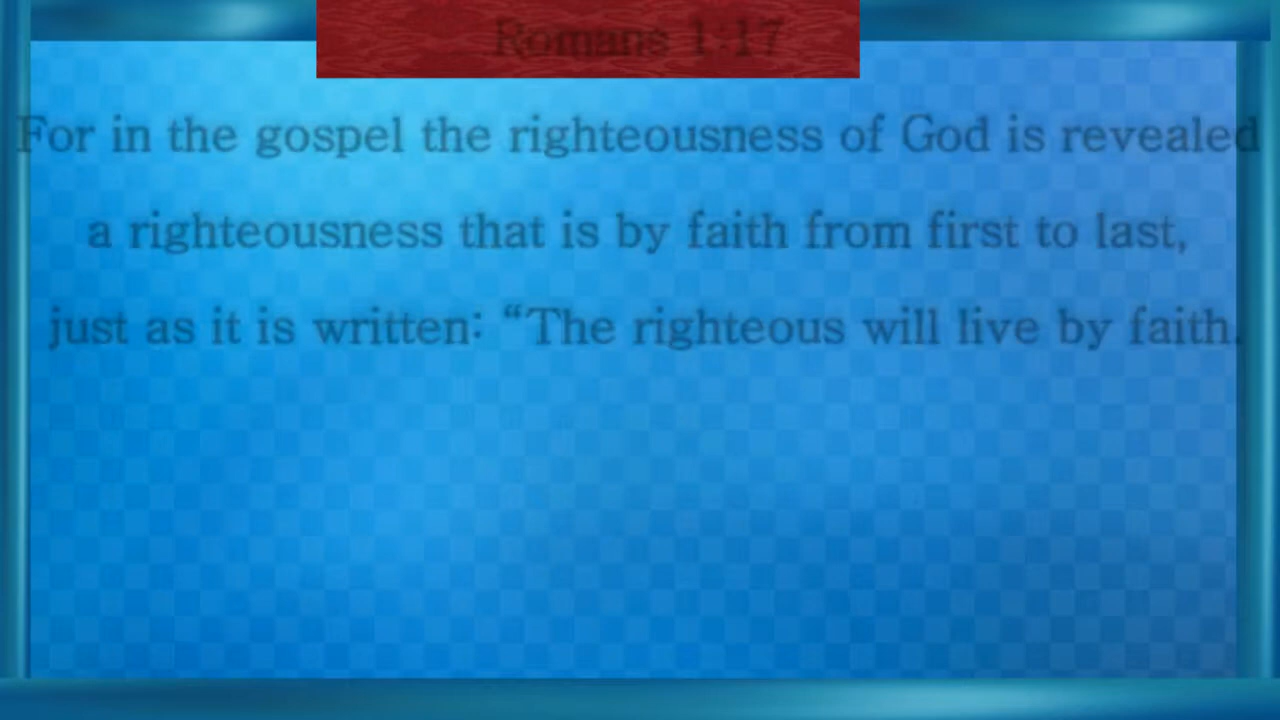 Romans 1:17
For in the gospel the righteousness of God is revealed
a righteousness that is by faith from first to last,
just as it is written: “The righteous will live by faith.